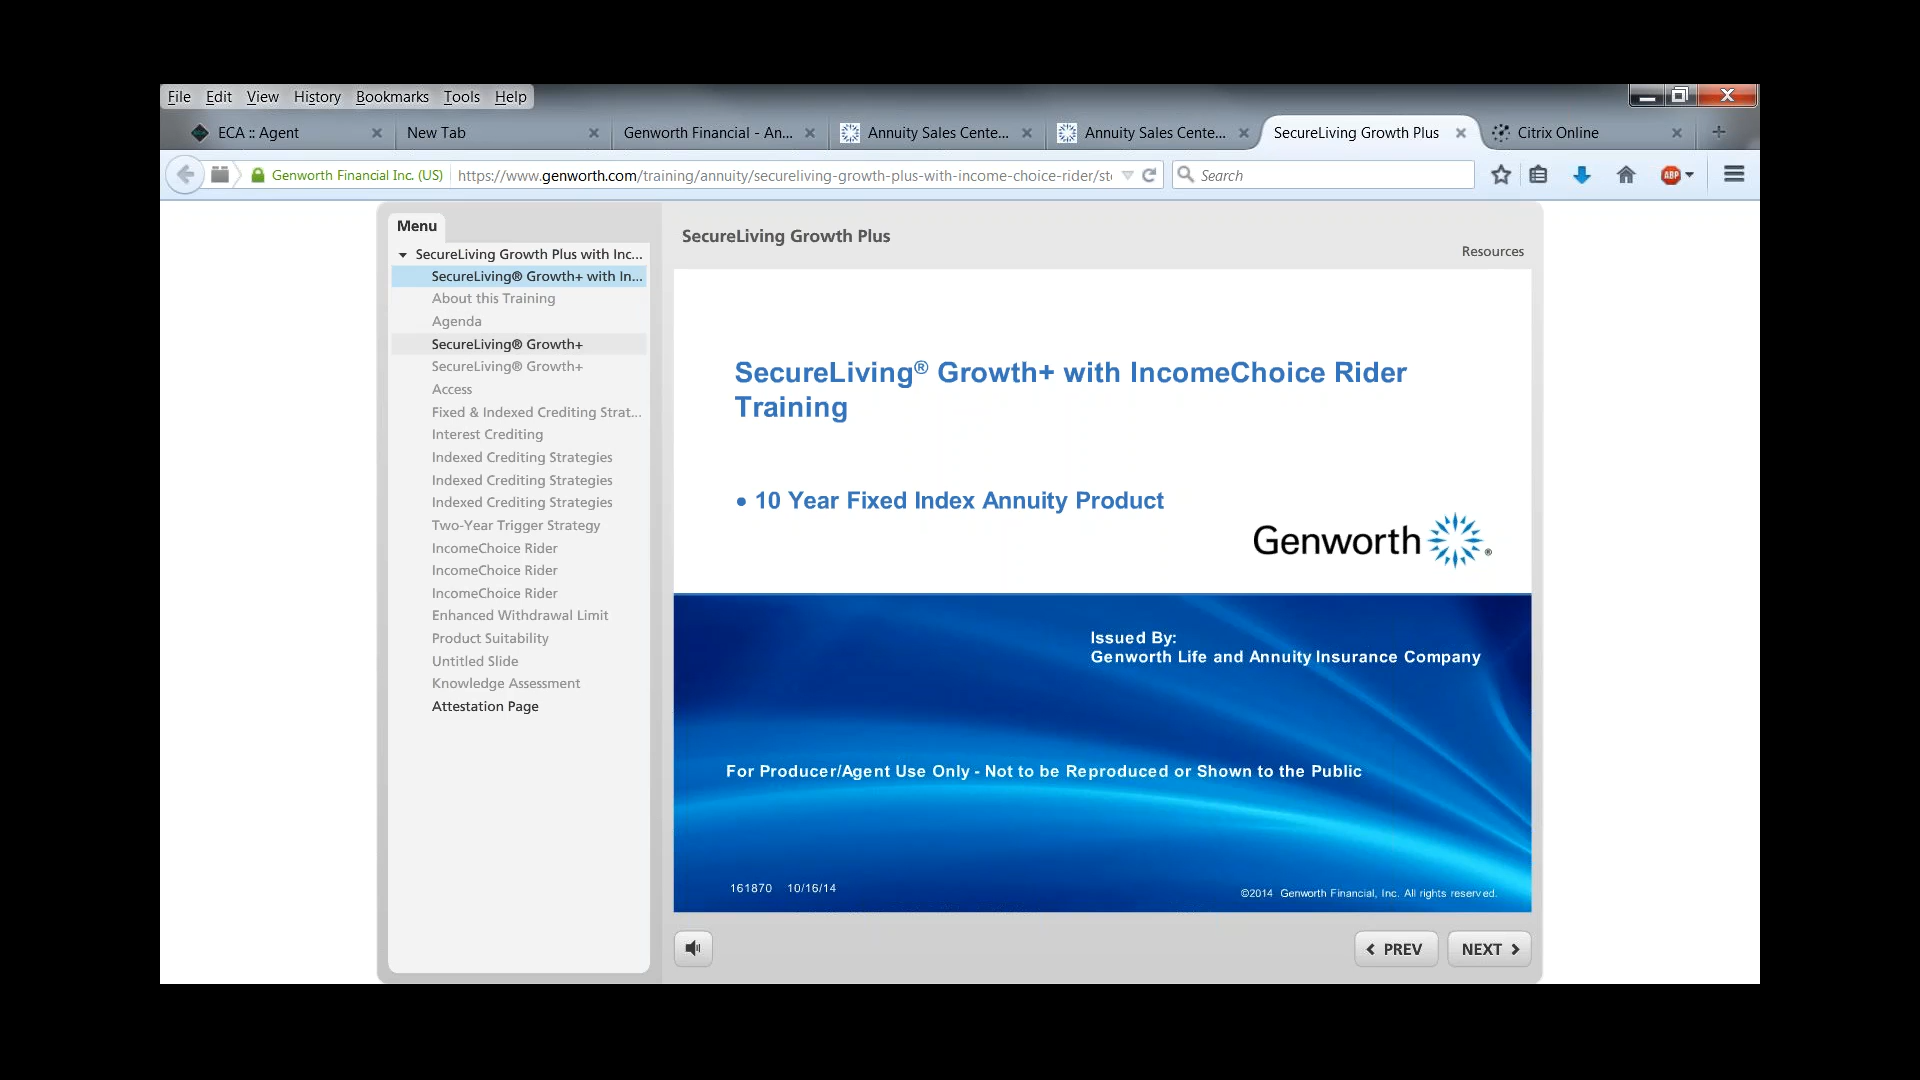 File Edit View History Bookmarks Tools Help
ECA :: Agent
New Tab
Genworth Financial - An...
Annuity Sales Cente...
Annuity Sales Cente...
SecureLiving Growth Plus
Citrix Online
Genworth Financial Inc. (US)
https://www.genworth.com/training/annuity/secureliving-growth-plus-with-income-choice-rider/sto
Search
ABP
Menu
SecureLiving Growth Plus with Inc...
SecureLiving® Growth+ with In...
About this Training
Agenda
SecureLiving® Growth+
SecureLiving® Growth+
Access
Fixed & Indexed Crediting Strat...
Interest Crediting
Indexed Crediting Strategies
Indexed Crediting Strategies
Indexed Crediting Strategies
Two-Year Trigger Strategy
IncomeChoice Rider
IncomeChoice Rider
IncomeChoice Rider
Enhanced Withdrawal Limit
Product Suitability
Untitled Slide
Knowledge Assessment
Attestation Page
SecureLiving Growth Plus
Resources
SecureLiving® Growth+ with IncomeChoice Rider
Training
• 10 Year Fixed Index Annuity Product
Genworth®
Issued By:
Genworth Life and Annuity Insurance Company
For Producer/Agent Use Only - Not to be Reproduced or Shown to the Public
161870 10/16/14
©2014 Genworth Financial, Inc. All rights reserved.
PREV
NEXT